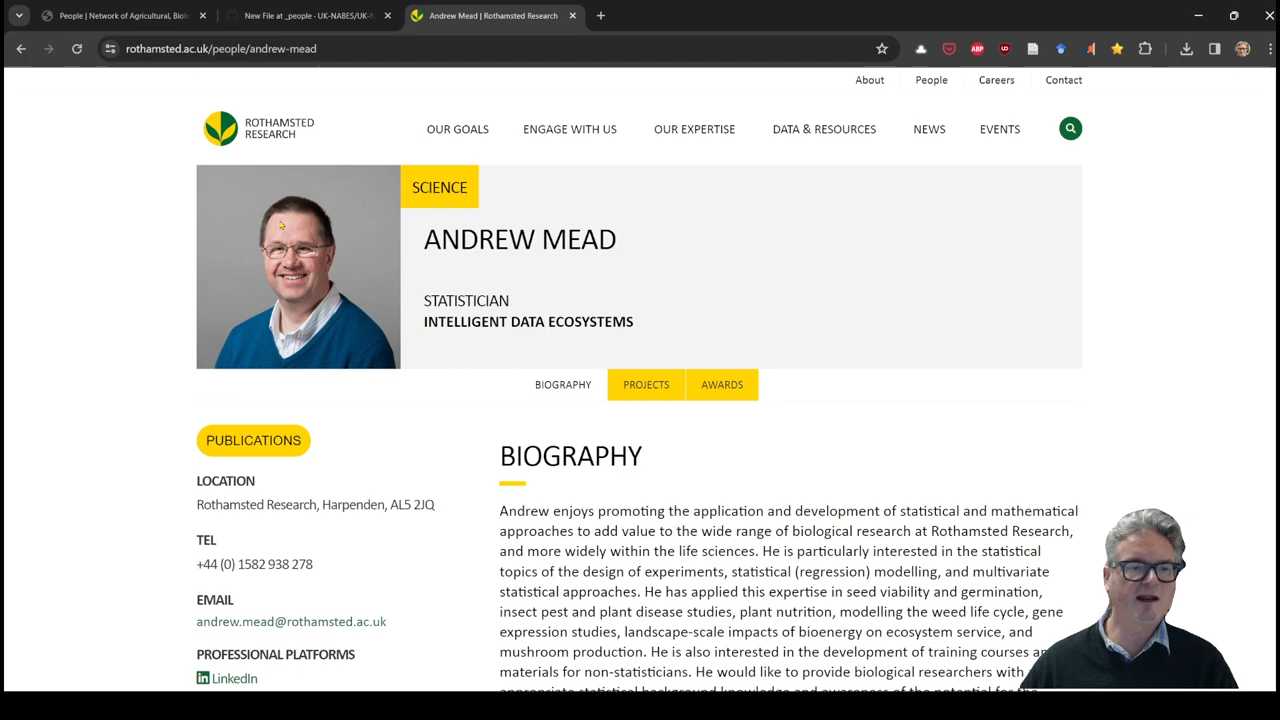 People | Network of Agricultural, Biol
New File at _people · UK-NABES/UK-N
Andrew Mead | Rothamsted Research
rothamsted.ac.uk/people/andrew-mead
About
People
Careers
Contact
ROTHAMSTED
RESEARCH
OUR GOALS
ENGAGE WITH US
OUR EXPERTISE
DATA & RESOURCES
NEWS
EVENTS
SCIENCE
ANDREW MEAD
STATISTICIAN
INTELLIGENT DATA ECOSYSTEMS
BIOGRAPHY
PROJECTS
AWARDS
PUBLICATIONS
LOCATION
Rothamsted Research, Harpenden, AL5 2JQ
TEL
+44 (0) 1582 938 278
EMAIL
andrew.mead@rothamsted.ac.uk
PROFESSIONAL PLATFORMS
LinkedIn
BIOGRAPHY
Andrew enjoys promoting the application and development of statistical and mathematical
approaches to add value to the wide range of biological research at Rothamsted Research,
and more widely within the life sciences. He is particularly interested in the statistical
topics of the design of experiments, statistical (regression) modelling, and multivariate
statistical approaches. He has applied this expertise in seed viability and germination,
insect pest and plant disease studies, plant nutrition, modelling the weed life cycle, gene
expression studies, landscape-scale impacts of bioenergy on ecosystem service, and
mushroom production. He is also interested in the development of training courses
materials for non-statisticians. He would like to provide biological researchers with